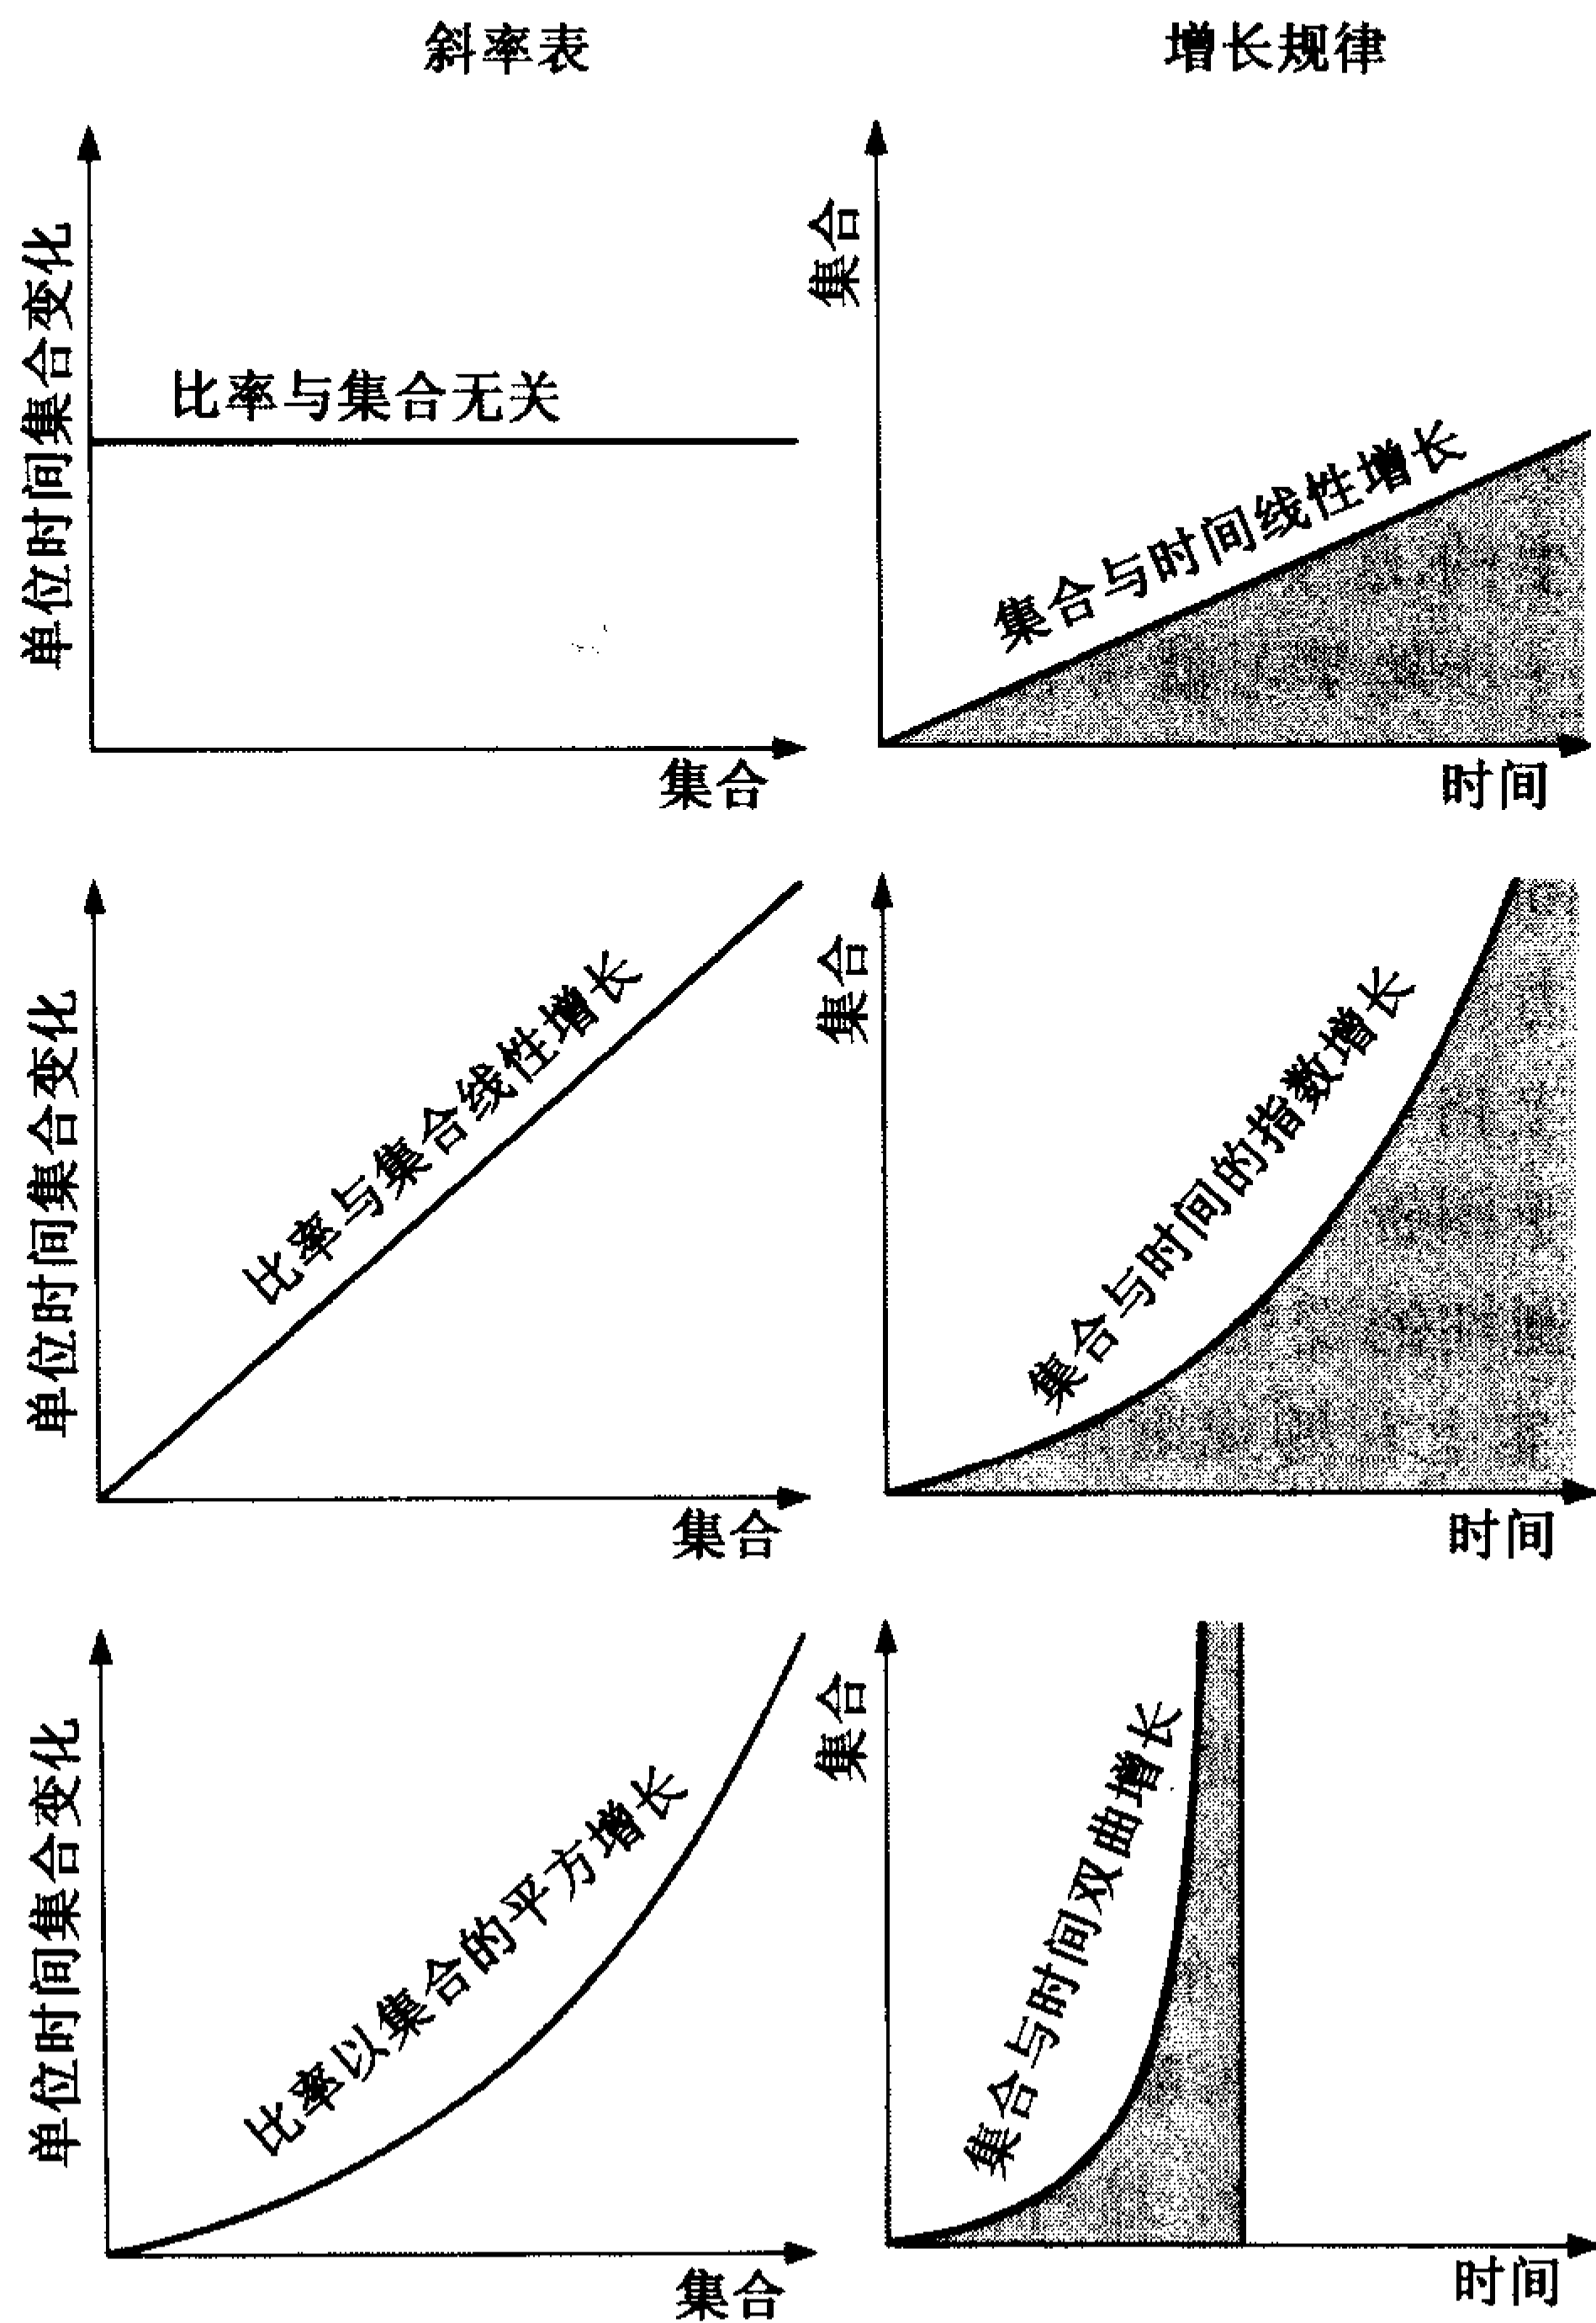 斜率表
增长规律
单位时间集合变化
比率与集合无关
集合
集合
集合与时间线性增长
时间
单位时间集合变化
比率与集合线性增长
集合
集合
集合与时间的指数增长
时间
单位时间集合变化
比率以集合的平方增长
集合
集合
集合与时间双曲增长
时间